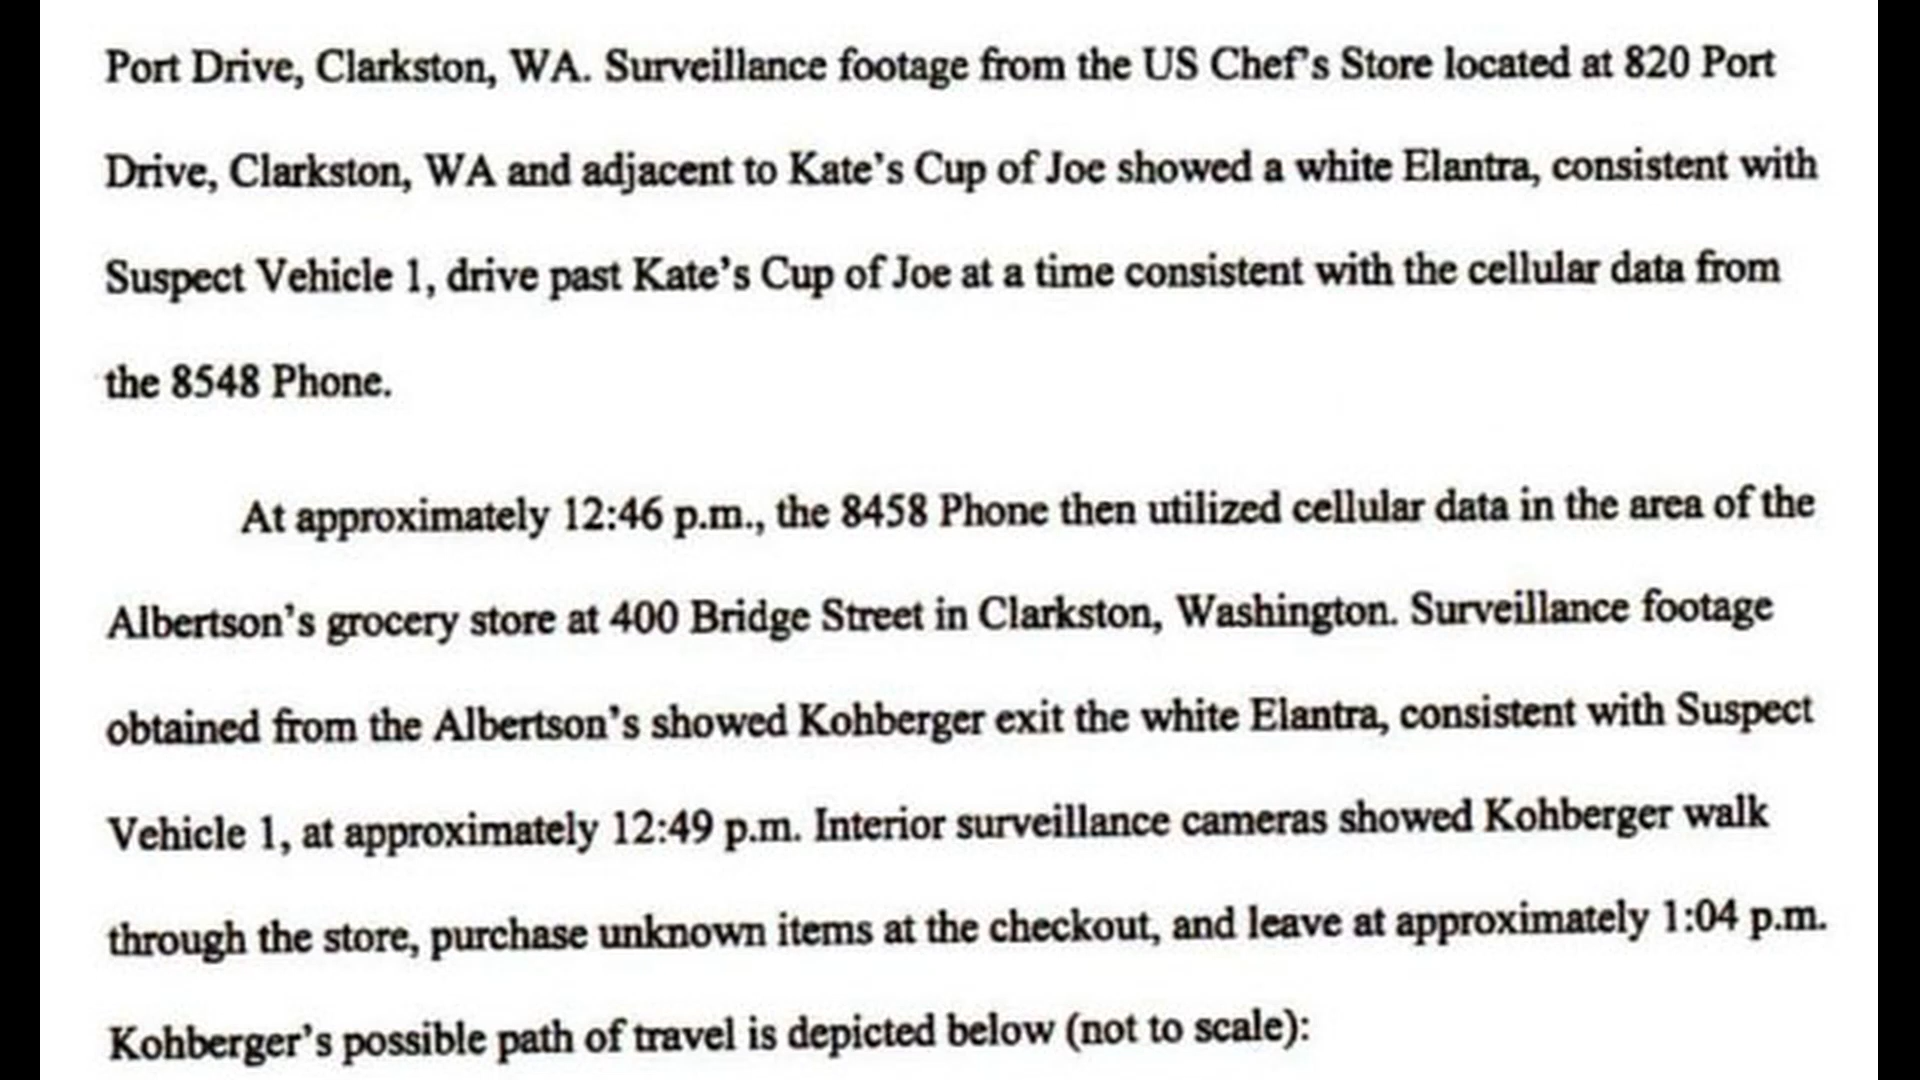 Port Drive, Clarkston, WA. Surveillance footage from the US Chef's Store located at 820 Port
Drive, Clarkston, WA and adjacent to Kate's Cup of Joe showed a white Elantra, consistent with
Suspect Vehicle 1, drive past Kate's Cup of Joe at a time consistent with the cellular data from
the 8548 Phone.
At approximately 12:46 p.m., the 8458 Phone then utilized cellular data in the area of the
Albertson's grocery store at 400 Bridge Street in Clarkston, Washington. Surveillance footage
obtained from the Albertson's showed Kohberger exit the white Elantra, consistent with Suspect
Vehicle 1, at approximately 12:49 p.m. Interior surveillance cameras showed Kohberger walk
through the store, purchase unknown items at the checkout, and leave at approximately 1:04 p.m.
Kohberger's possible path of travel is depicted below (not to scale):